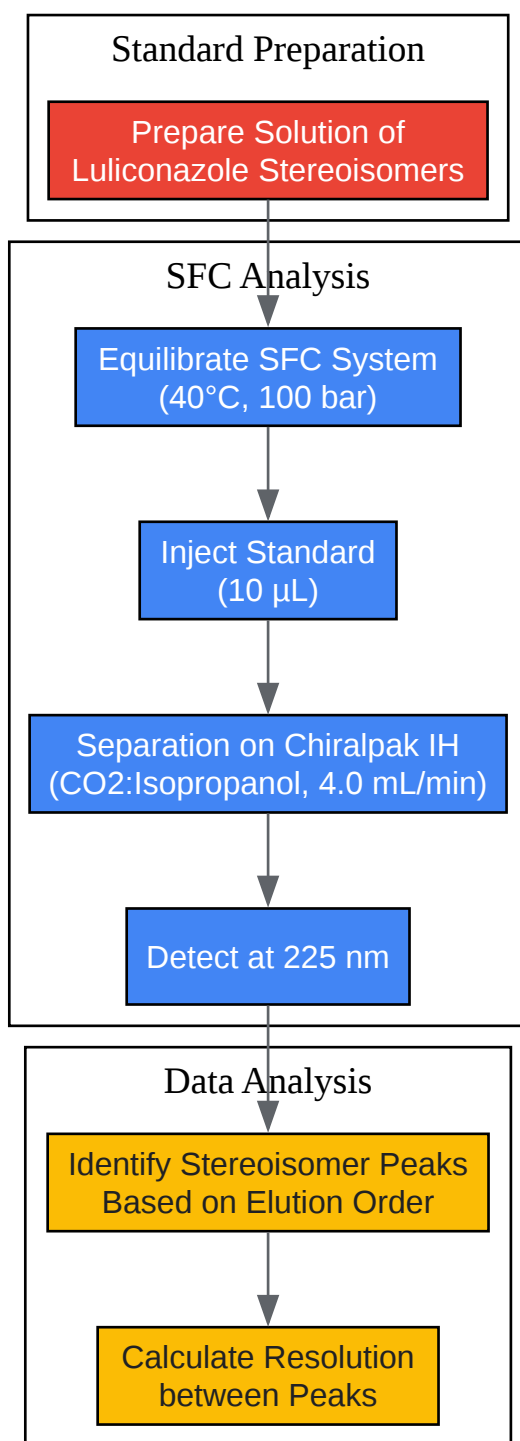 Standard Preparation
Prepare Solution of
Luliconazole Stereoisomers
SFC Analysis
Equilibrate SFC System
(40°C, 100 bar)
Inject Standard
(10 µL)
Separation on Chiralpak IH
(CO2:Isopropanol, 4.0 mL/min)
Detect at 225 nm
Data Analysis
Identify Stereoisomer Peaks
Based on Elution Order
Calculate Resolution
between Peaks